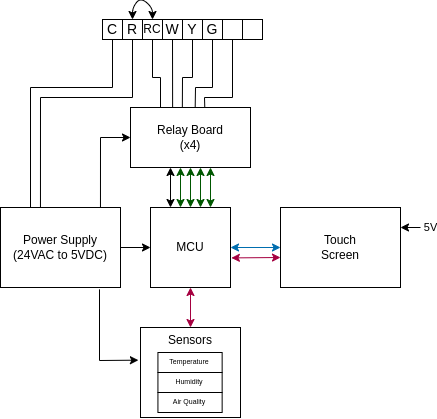 C R RC W Y G
Relay Board
(x4)
Power Supply
(24VAC to 5VDC)
MCU
Touch
Screen
5V
Sensors
Temperature
Humidity
Air Quality